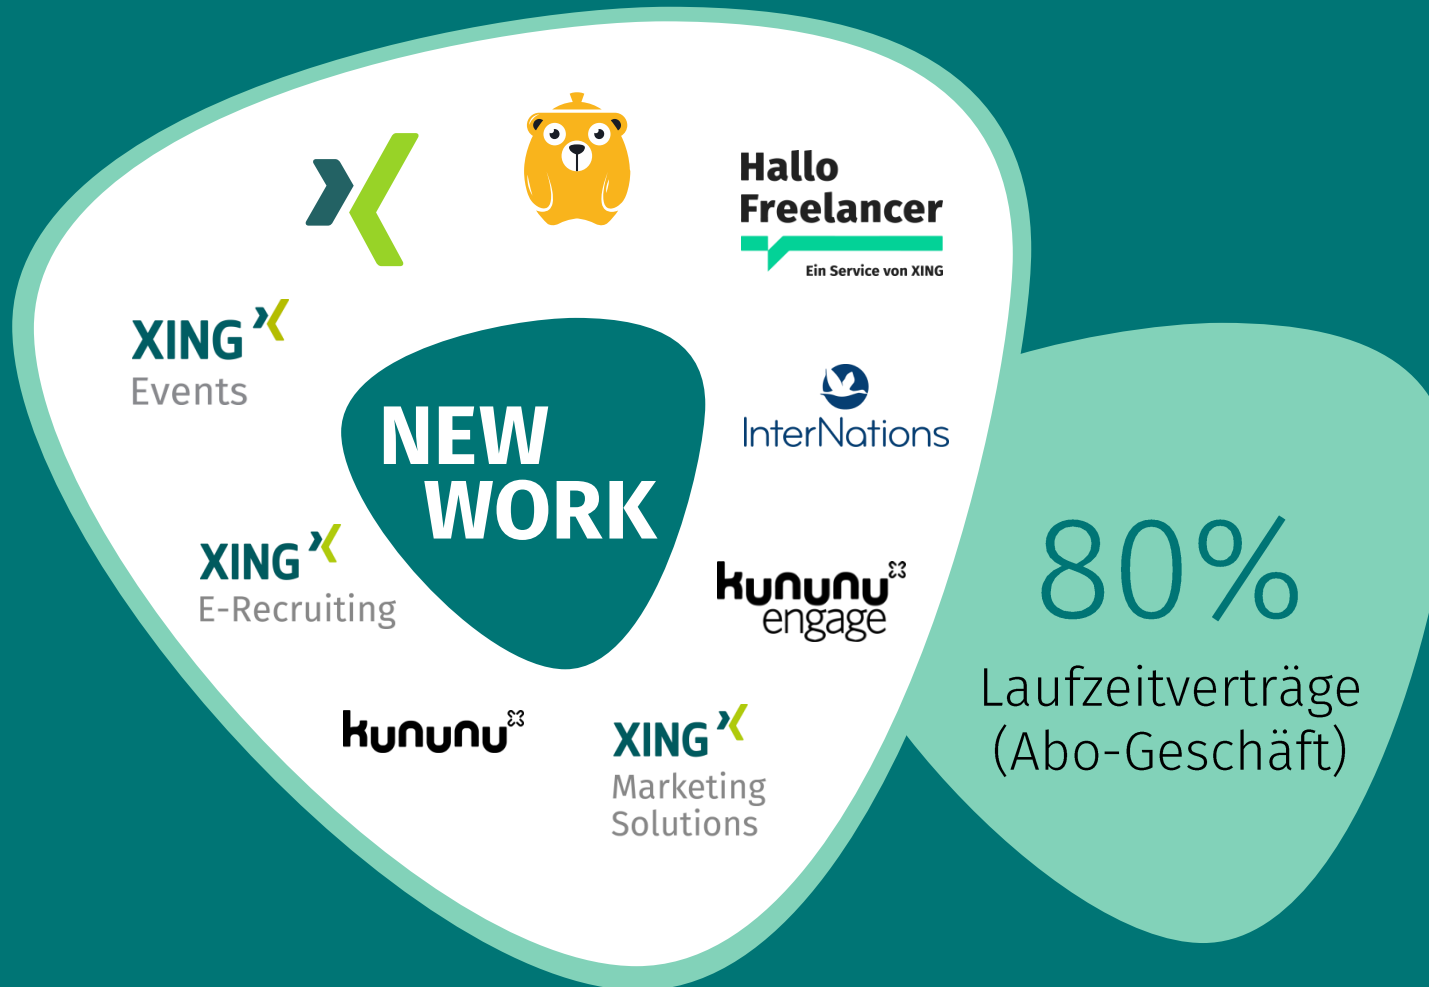 Hallo
Freelancer
Ein Service von XING
XING
Events
NEW
WORK
InterNations
XING
E-Recruiting
kununu
engage
kununu
XING
Marketing
Solutions
80%
Laufzeitverträge
(Abo-Geschäft)